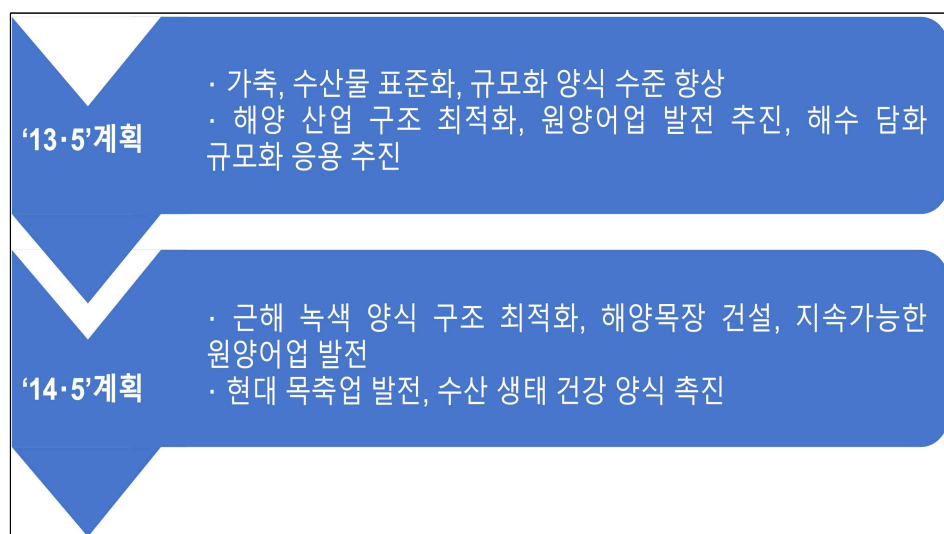 ‘13·5’계획
· 가축, 수산물 표준화, 규모화 양식 수준 향상
· 해양 산업 구조 최적화, 원양어업 발전 추진, 해수 담화
규모화 응용 추진
‘14·5’계획
· 근해 녹색 양식 구조 최적화, 해양목장 건설, 지속가능한
원양어업 발전
· 현대 목축업 발전, 수산 생태 건강 양식 촉진